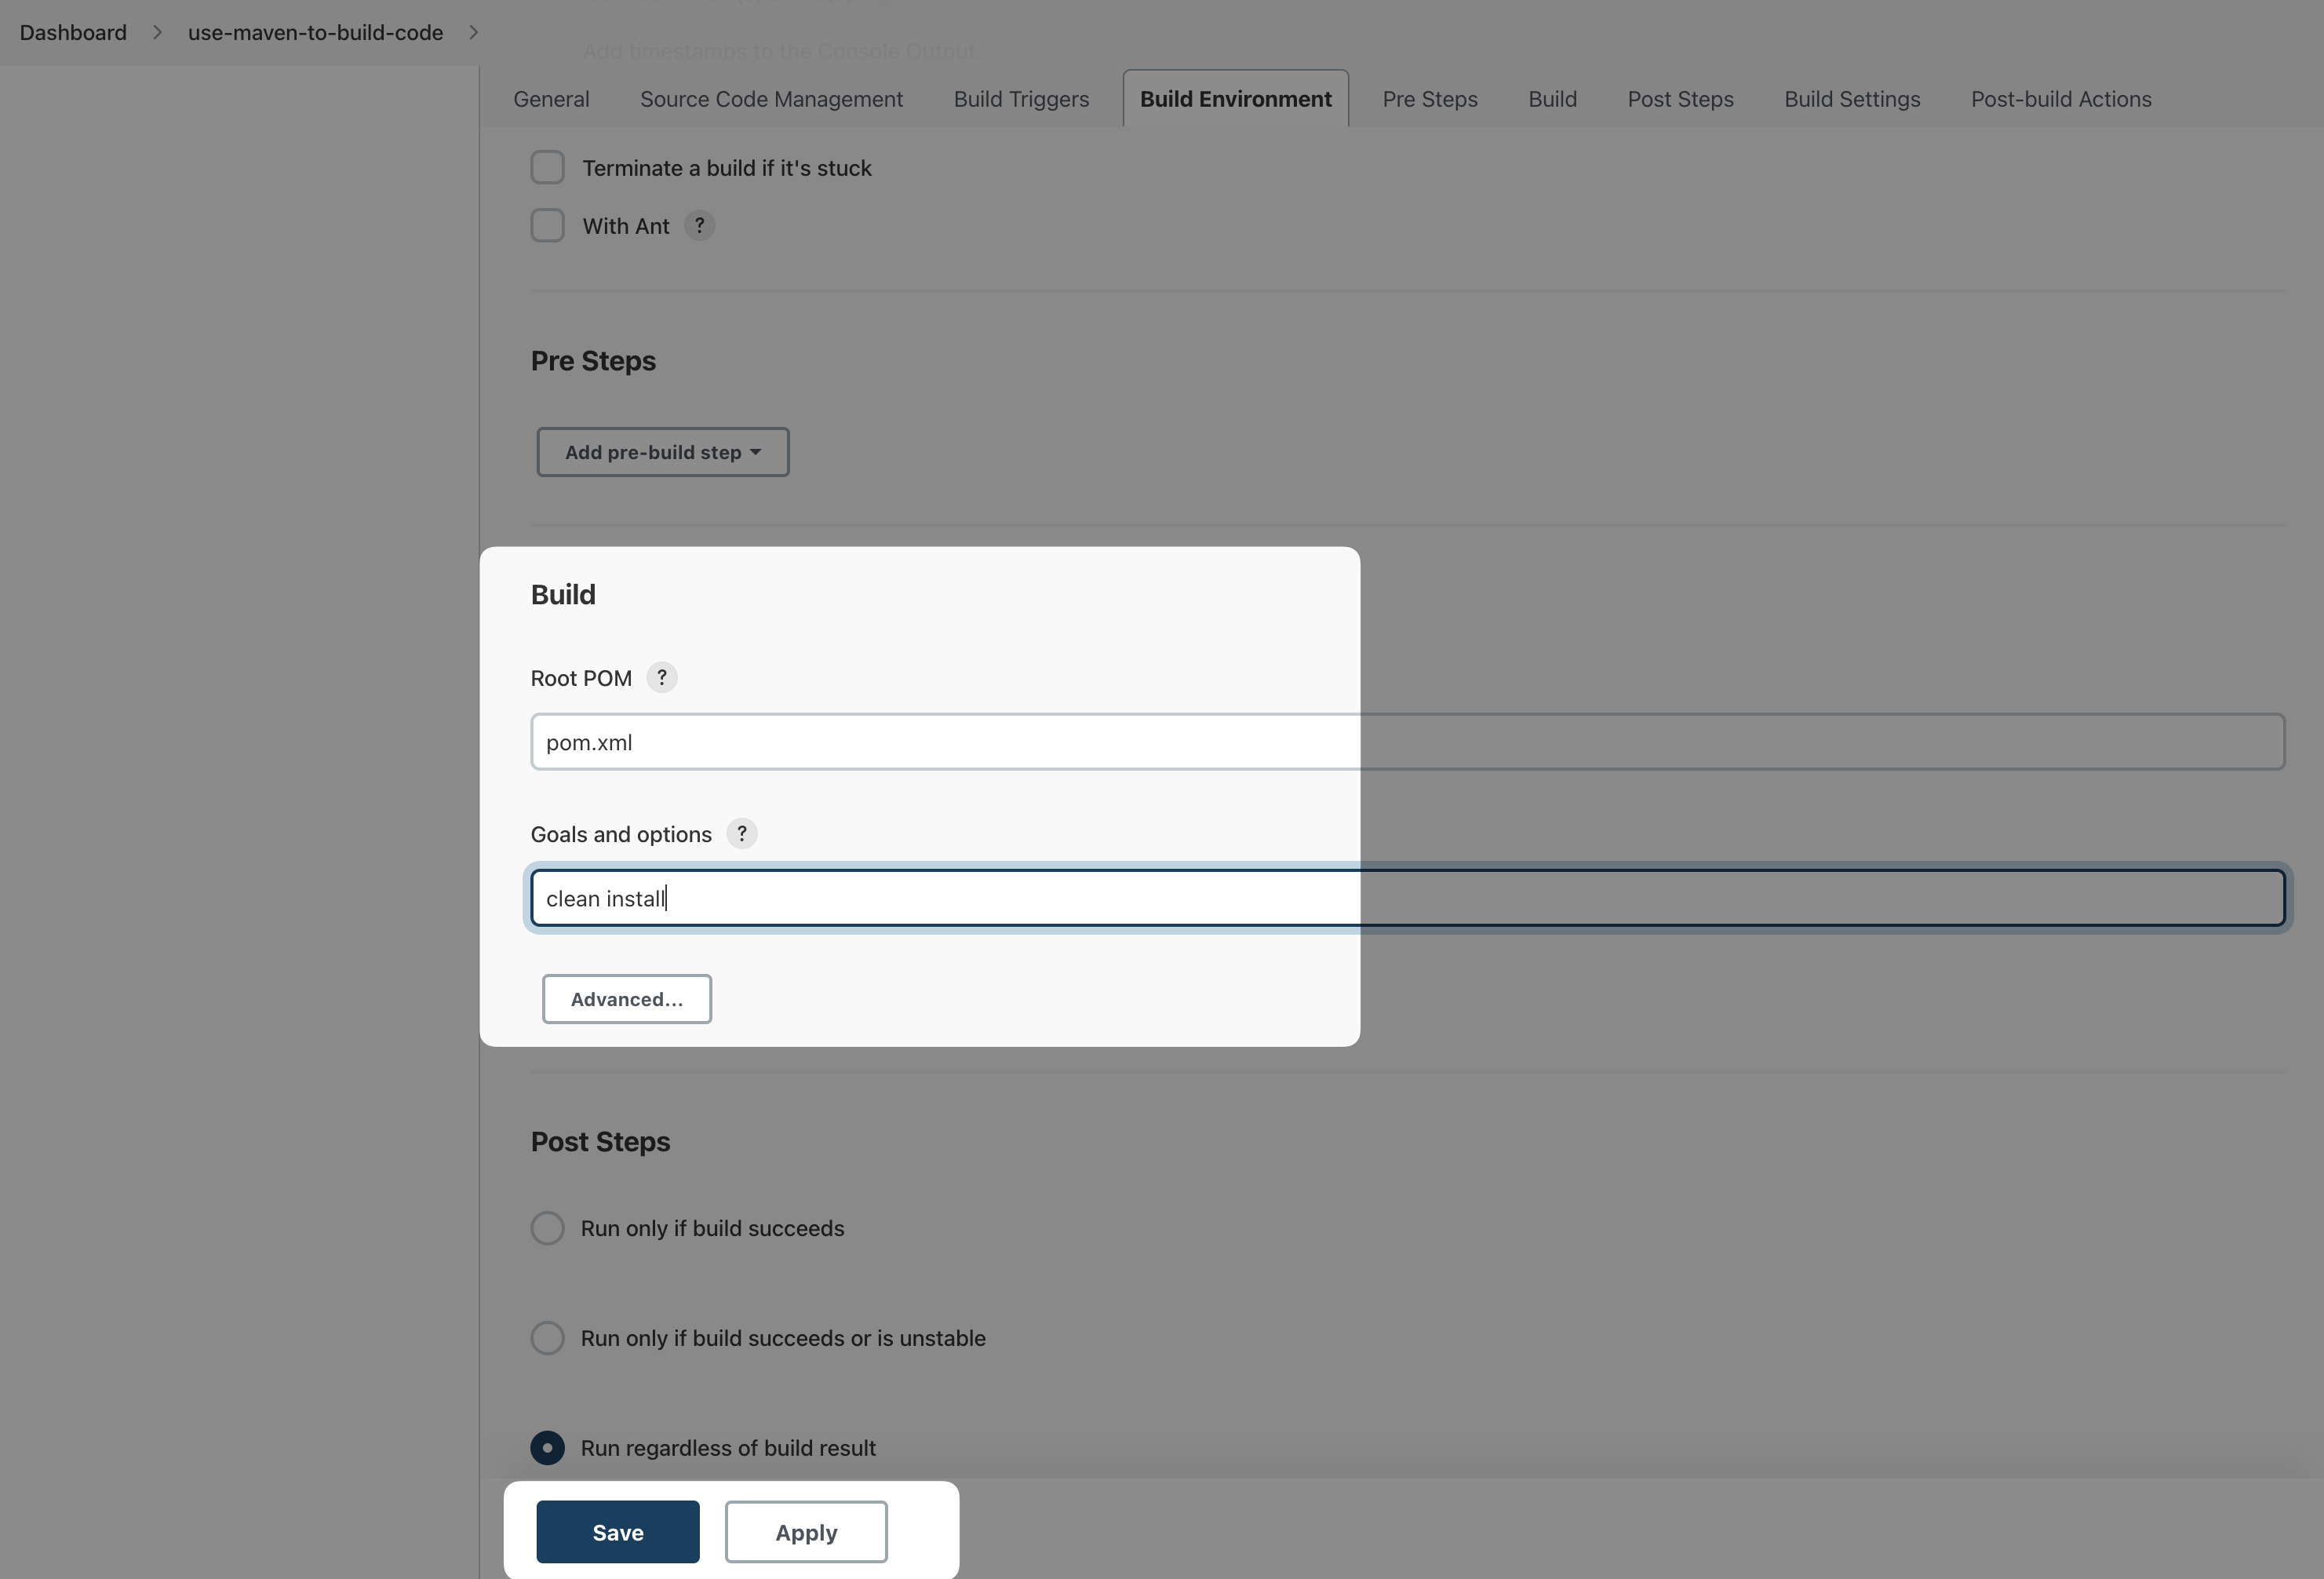 Dashboard > use-maven-to-build-code >
Add timestamps to the Console Output
General Source Code Management Build Triggers Build Environment Pre Steps Build Post Steps Build Settings Post-build Actions
Terminate a build if it's stuck
With Ant ?
Pre Steps
Add pre-build step
Build
Root POM ?
pom.xml
Goals and options ?
clean install
Advanced...
Post Steps
Run only if build succeeds
Run only if build succeeds or is unstable
Run regardless of build result
Save Apply